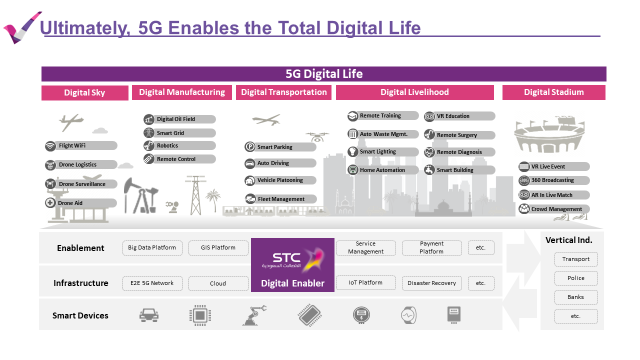 Ultimately, 5G Enables the Total Digital Life
5G Digital Life
Digital Sky
Digital Manufacturing
Digital Transportation
Digital Livelihood
Digital Stadium
Flight WiFi
Drone Logistics
Drone Surveillance
Drone Aid
Digital Oil Field
Smart Grid
Robotics
Remote Control
Smart Parking
Auto Driving
Vehicle Platooning
Fleet Management
Remote Training
Auto Waste Mgmt.
Smart Lighting
Home Automation
VR Education
Remote Surgery
Remote Diagnosis
Smart Building
VR Live Event
360 Broadcasting
AR In Live Match
Crowd Management
Enablement
Big Data Platform
GIS Platform
Service
Management
Payment
Platform
etc.
STC
الاتصالات السعودية
Digital Enabler
Infrastructure
E2E 5G Network
Cloud
IoT Platform
Disaster Recovery
etc.
Smart Devices
Vertical Ind.
Transport
Police
Banks
etc.